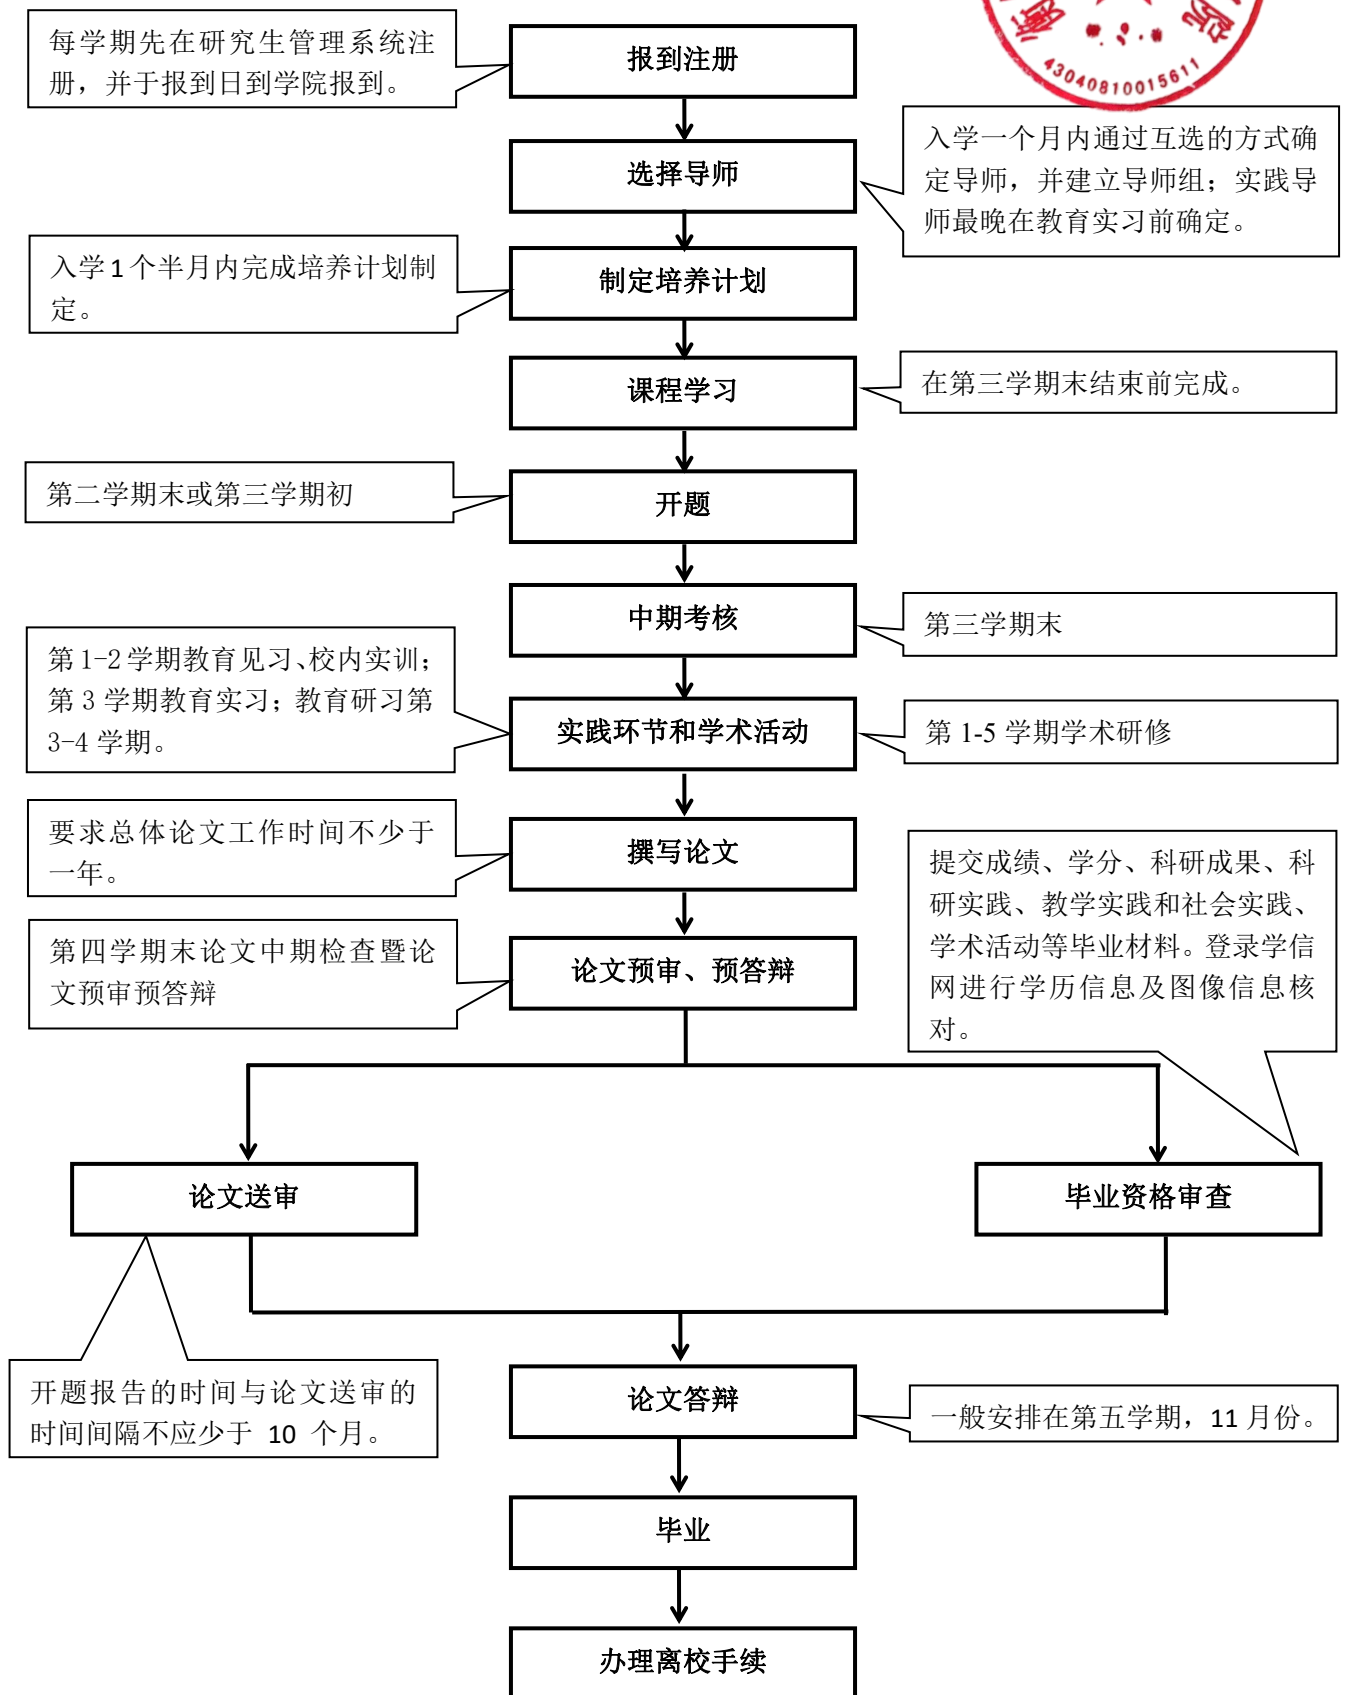 每学期先在研究生管理系统注
册，并于报到日到学院报到。
报到注册
4304081001561​1
选择导师
入学一个月内通过互选的方式确
定导师，并建立导师组；实践导
师最晚在教育实习前确定。
入学1个半月内完成培养计划制
定。
制定培养计划
课程学习
在第三学期末结束前完成。
第二学期末或第三学期初
开题
中期考核
第三学期末
第1-2学期教育见习、校内实训；
第 3 学期教育实习；教育研习第
3-4 学期。
实践环节和学术活动
第 1-5 学期学术研修
要求总体论文工作时间不少于
一年。
撰写论文
提交成绩、学分、科研成果、科
研实践、教学实践和社会实践、
学术活动等毕业材料。登录学信
网进行学历信息及图像信息核
对。
第四学期末论文中期检查暨论
文预审预答辩
论文预审、预答辩
论文送审
毕业资格审查
开题报告的时间与论文送审的
时间间隔不应少于 10 个月。
论文答辩
一般安排在第五学期，11月份。
毕业
办理离校手续